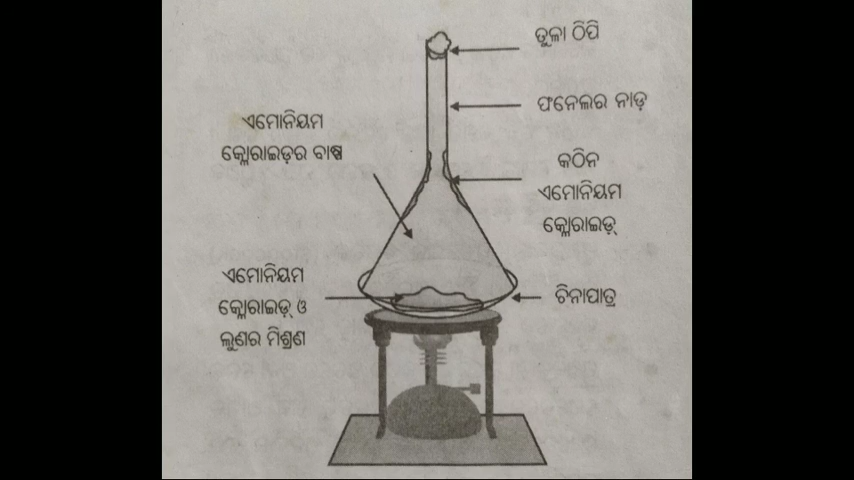 ତୁଳା ଠିପି
ଫନେଲର ନାଡ଼
ଏମୋନିୟମ
କ୍ଲୋରାଇଡ଼ର ବାଷ୍ପ
କଠିନ
ଏମୋନିୟମ
କ୍ଲୋରାଇଡ଼୍
ଏମୋନିୟମ
କ୍ଲୋରାଇଡ଼୍ ଓ
ଲୁଣର ମିଶ୍ରଣ
ଚିନାପାତ୍ର